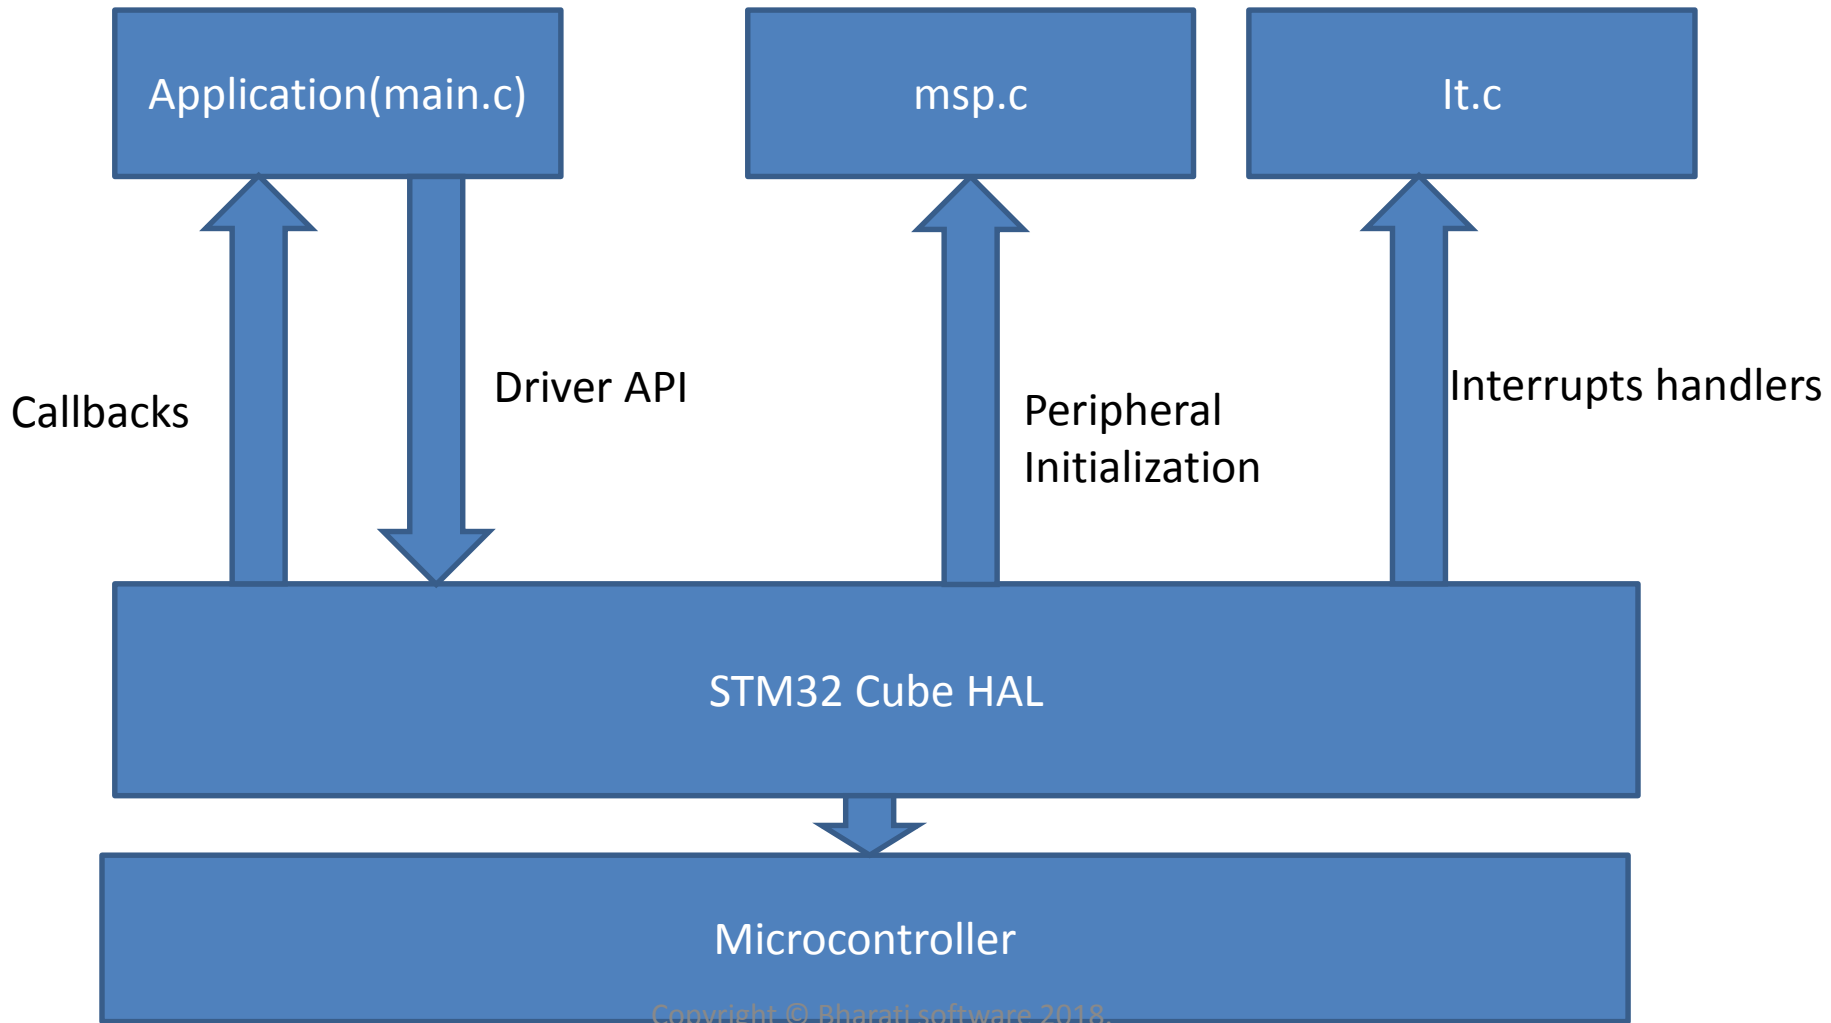 Application(main.c)
msp.c
It.c
Callbacks
Driver API
Peripheral
Initialization
Interrupts handlers
STM32 Cube HAL
Microcontroller
Copyright © Bharati software 2018.